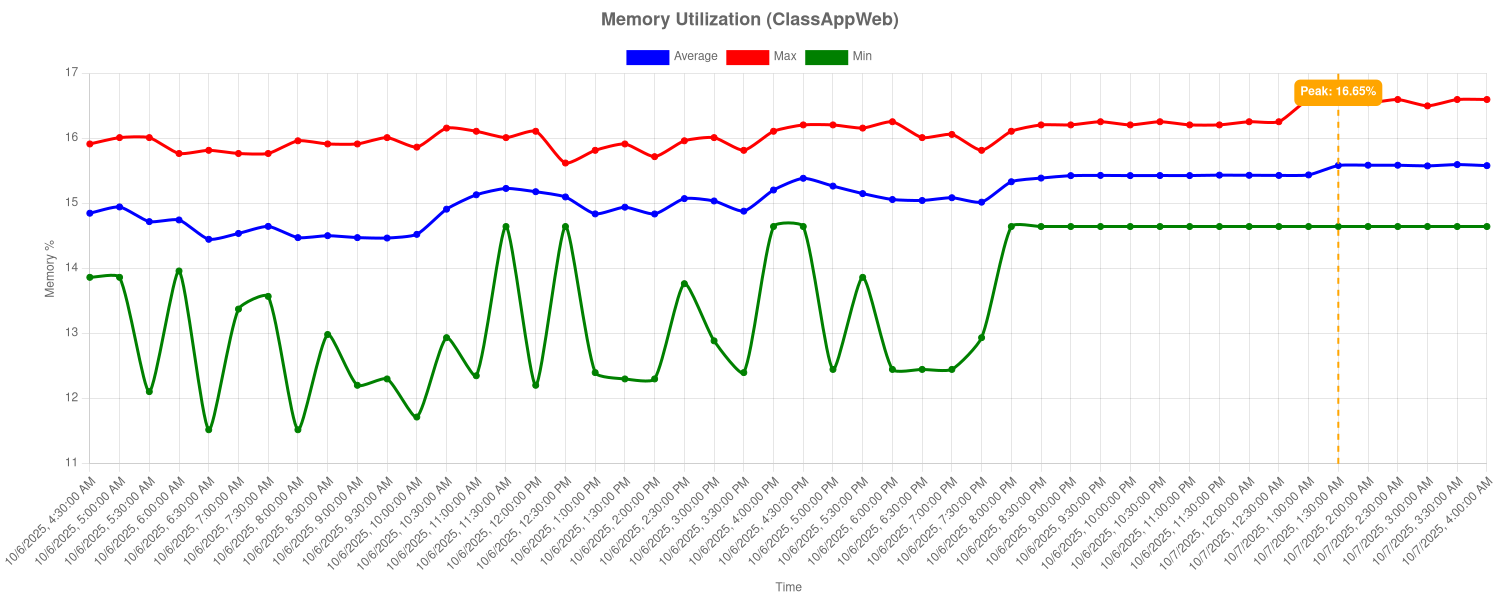 Memory Utilization (ClassAppWeb)
Average Max Min
Peak: 16.65%
17
16
15
14
13
12
11
Memory %
10/6/2025, 4:30:00 AM
10/6/2025, 5:00:00 AM
10/6/2025, 5:30:00 AM
10/6/2025, 6:00:00 AM
10/6/2025, 6:30:00 AM
10/6/2025, 7:00:00 AM
10/6/2025, 7:30:00 AM
10/6/2025, 8:00:00 AM
10/6/2025, 8:30:00 AM
10/6/2025, 9:00:00 AM
10/6/2025, 9:30:00 AM
10/6/2025, 10:00:00 AM
10/6/2025, 10:30:00 AM
10/6/2025, 11:00:00 AM
10/6/2025, 11:30:00 AM
10/6/2025, 12:00:00 PM
10/6/2025, 12:30:00 PM
10/6/2025, 1:00:00 PM
10/6/2025, 1:30:00 PM
10/6/2025, 2:00:00 PM
10/6/2025, 2:30:00 PM
10/6/2025, 3:00:00 PM
10/6/2025, 3:30:00 PM
10/6/2025, 4:00:00 PM
10/6/2025, 4:30:00 PM
10/6/2025, 5:00:00 PM
10/6/2025, 5:30:00 PM
10/6/2025, 6:00:00 PM
10/6/2025, 6:30:00 PM
10/6/2025, 7:00:00 PM
10/6/2025, 7:30:00 PM
10/6/2025, 8:00:00 PM
10/6/2025, 8:30:00 PM
10/6/2025, 9:00:00 PM
10/6/2025, 9:30:00 PM
10/6/2025, 10:00:00 PM
10/6/2025, 10:30:00 PM
10/6/2025, 11:00:00 PM
10/6/2025, 11:30:00 PM
10/7/2025, 12:00:00 AM
10/7/2025, 12:30:00 AM
10/7/2025, 1:00:00 AM
10/7/2025, 1:30:00 AM
10/7/2025, 2:00:00 AM
10/7/2025, 2:30:00 AM
10/7/2025, 3:00:00 AM
10/7/2025, 3:30:00 AM
10/7/2025, 4:00:00 AM
Time